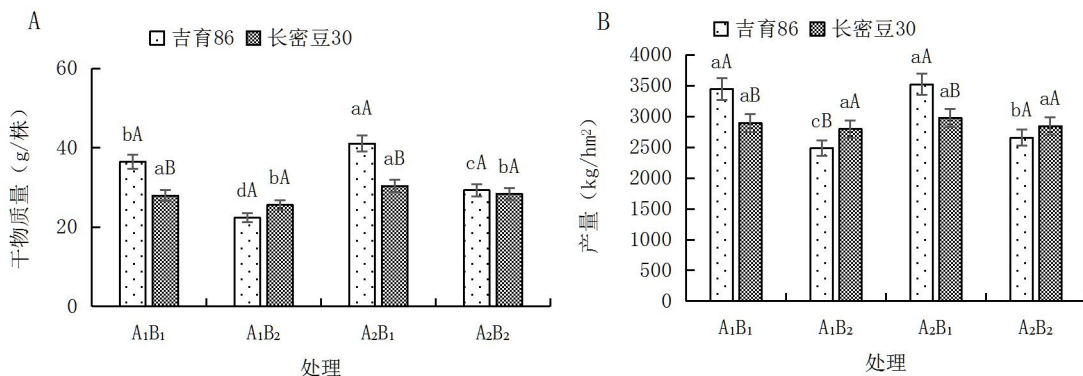 A
吉育86 长密豆30
60
40
20
0
干物质量（g/株）
bA aB dA bA aA aB cA bA
A₁B₁ A₁B₂ A₂B₁ A₂B₂
处理
B
吉育86 长密豆30
4000
3500
3000
2500
2000
1500
1000
500
0
产量（kg/hm²）
aA aB cB aA aA aB bA aA
A₁B₁ A₁B₂ A₂B₁ A₂B₂
处理